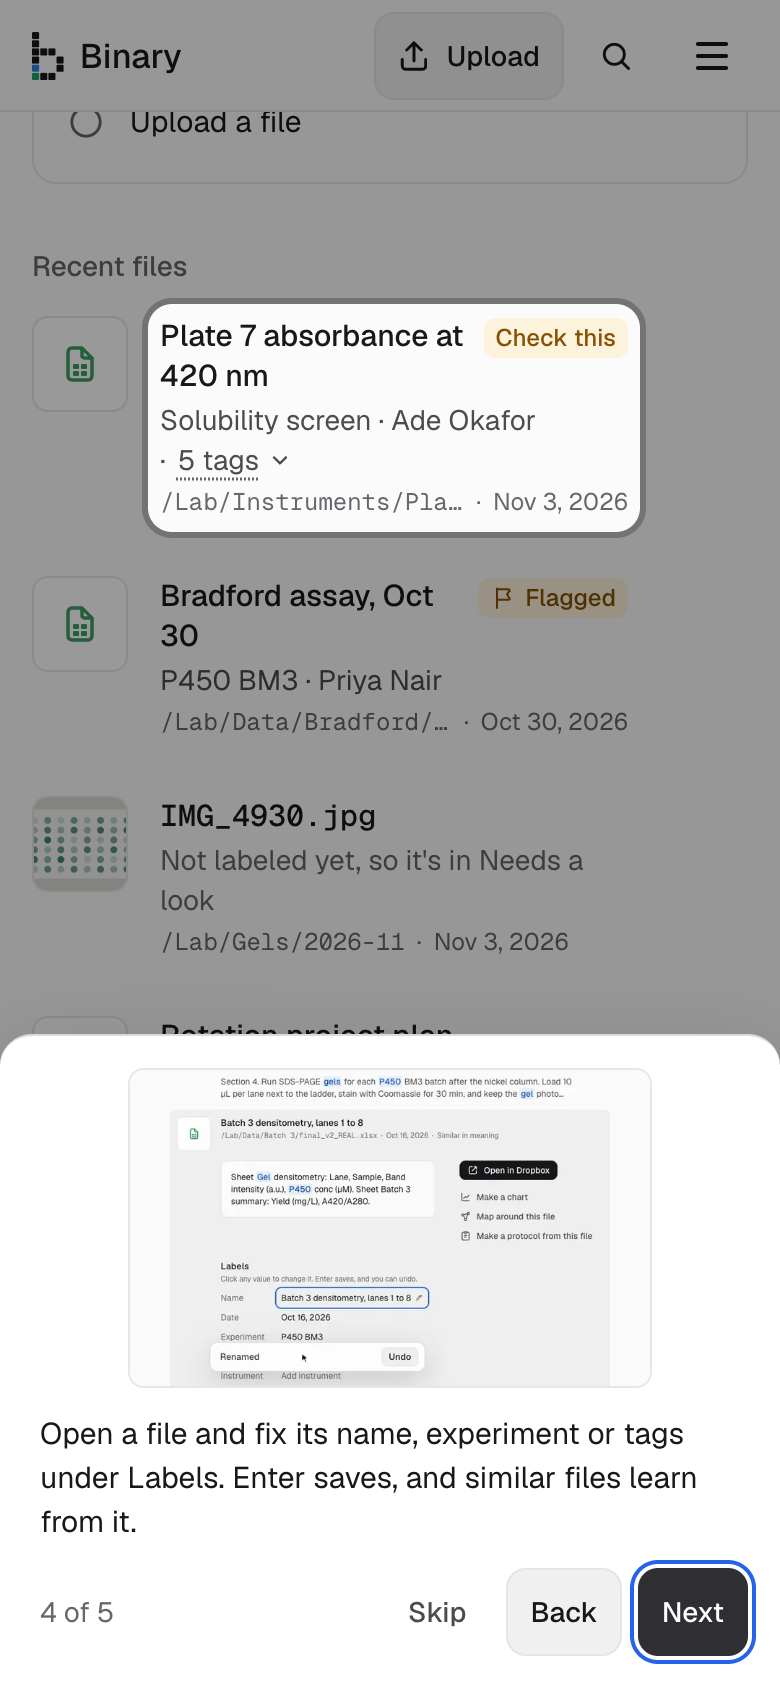 Binary
Upload
Upload a file
Recent files
Plate 7 absorbance at
420 nm
Check this
Solubility screen · Ade Okafor
· 5 tags
/Lab/Instruments/Pla… · Nov 3, 2026
Bradford assay, Oct
30
Flagged
P450 BM3 · Priya Nair
/Lab/Data/Bradford/… · Oct 30, 2026
IMG_4930.jpg
Not labeled yet, so it's in Needs a
look
/Lab/Gels/2026-11 · Nov 3, 2026
Rotation project plan
Section 4. Run SDS-PAGE gels for each P450 BM3 batch after the nickel column. Load 10
µL per lane next to the ladder, stain with Coomassie for 30 min, and keep the gel photo…
Batch 3 densitometry, lanes 1 to 8
/Lab/Data/Batch 3/final_v2_REAL.xlsx · Oct 16, 2026 · Similar in meaning
Sheet Gel densitometry: Lane, Sample, Band
intensity (a.u.), P450 conc (µM). Sheet Batch 3
summary: Yield (mg/L), A420/A280.
Open in Dropbox
Make a chart
Map around this file
Make a protocol from this file
Labels
Click any value to change it. Enter saves, and you can undo.
Name
Batch 3 densitometry, lanes 1 to 8
Date
Oct 16, 2026
Experiment
P450 BM3
Renamed
Undo
Instrument
Add instrument
Open a file and fix its name, experiment or tags
under Labels. Enter saves, and similar files learn
from it.
4 of 5
Skip
Back
Next